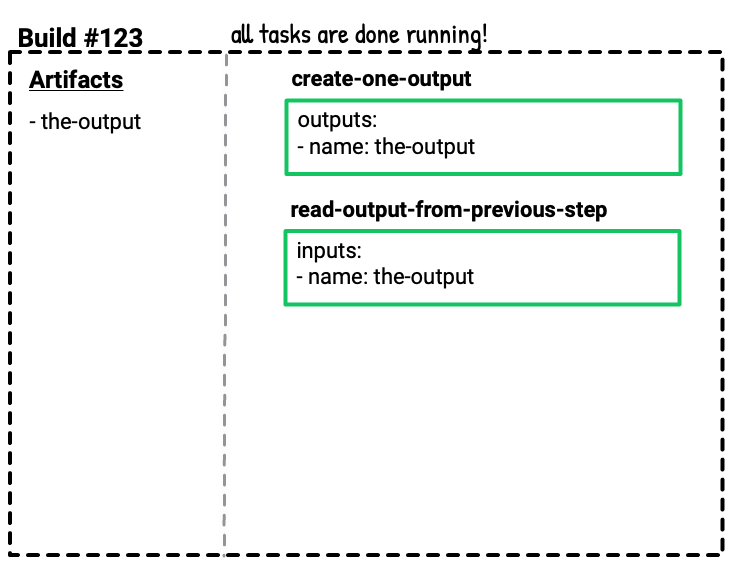 Build #123
all tasks are done running!
Artifacts
- the-output
create-one-output
outputs:
- name: the-output
read-output-from-previous-step
inputs:
- name: the-output